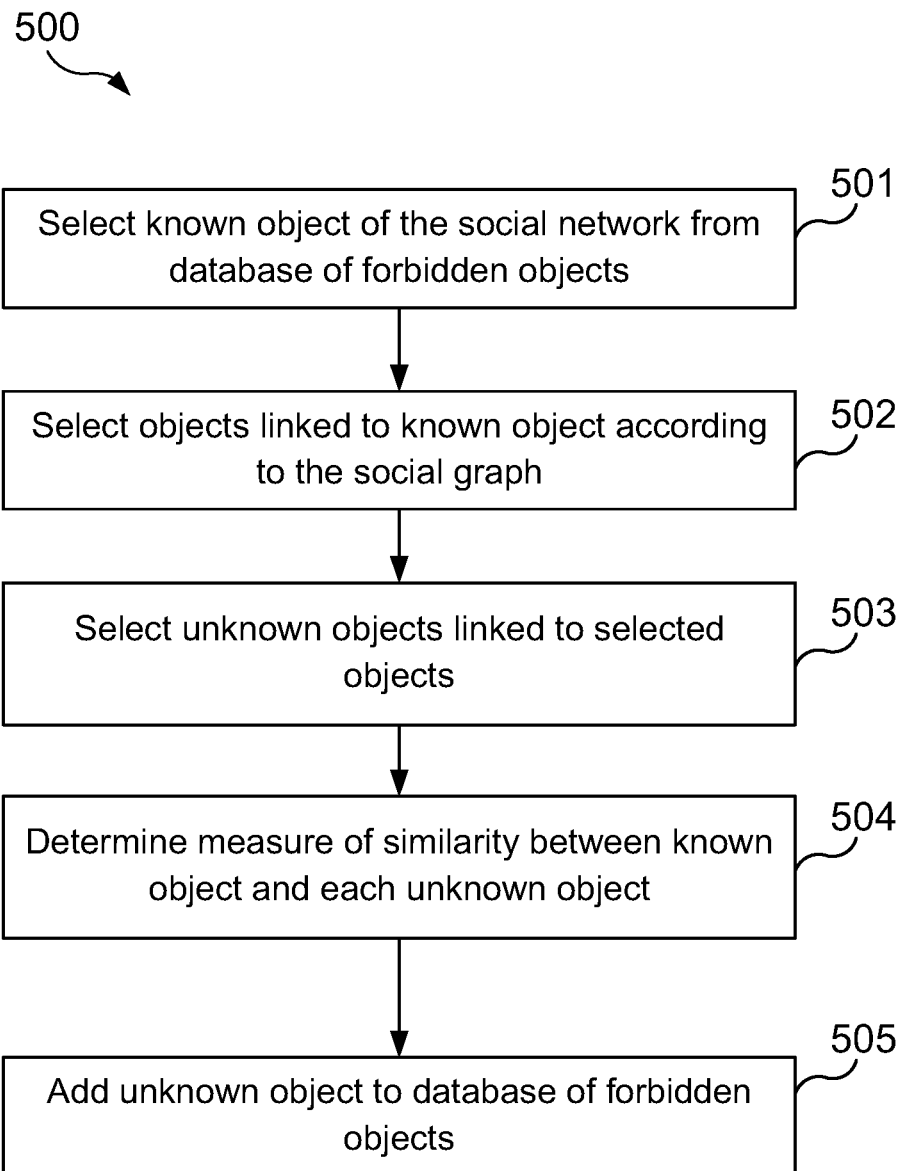 500
501
Select known object of the social network from
database of forbidden objects
502
Select objects linked to known object according
to the social graph
503
Select unknown objects linked to selected
objects
504
Determine measure of similarity between known
object and each unknown object
505
Add unknown object to database of forbidden
objects